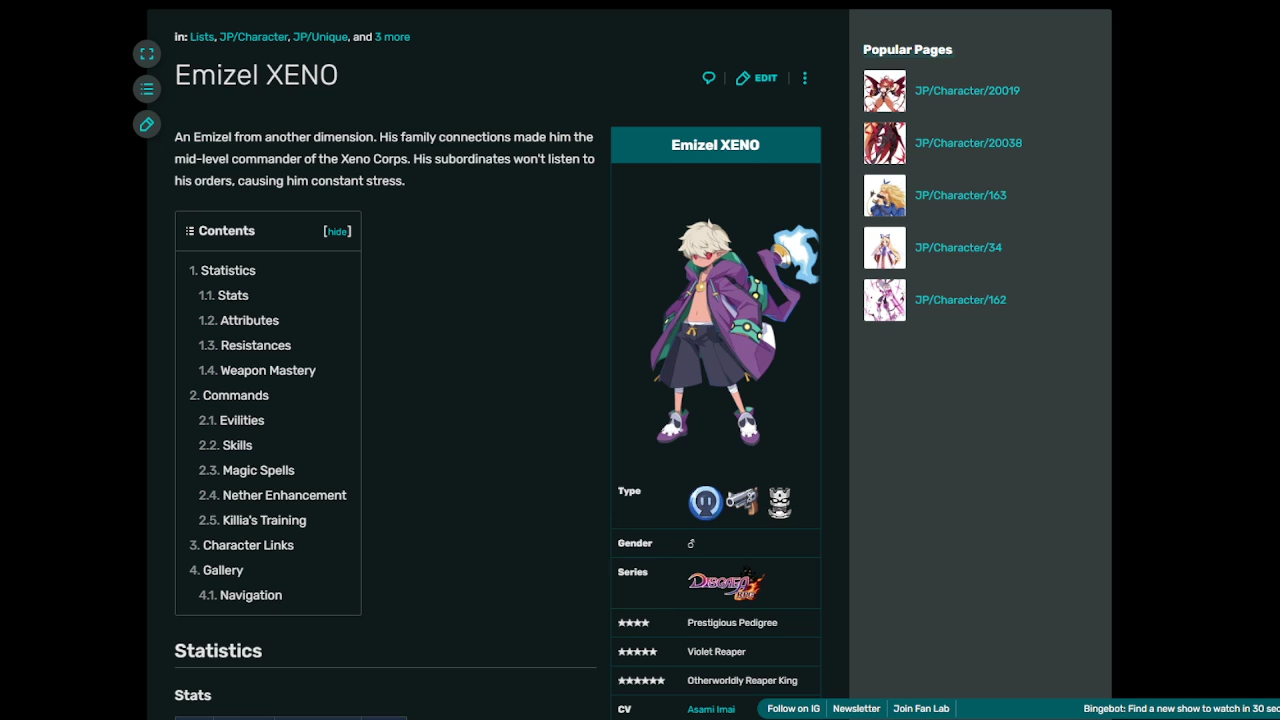 in: Lists, JP/Character, JP/Unique, and 3 more
Emizel XENO
EDIT
An Emizel from another dimension. His family connections made him the
mid-level commander of the Xeno Corps. His subordinates won't listen to
his orders, causing him constant stress.
Contents [hide]
1. Statistics
1.1. Stats
1.2. Attributes
1.3. Resistances
1.4. Weapon Mastery
2. Commands
2.1. Evilities
2.2. Skills
2.3. Magic Spells
2.4. Nether Enhancement
2.5. Killia's Training
3. Character Links
4. Gallery
4.1. Navigation
Statistics
Stats
Emizel XENO
Type
Gender ♂
Series DISGAEA RPG
★★★★ Prestigious Pedigree
★★★★★ Violet Reaper
★★★★★★ Otherworldly Reaper King
CV Asami Imai
Popular Pages
JP/Character/20019
JP/Character/20038
JP/Character/163
JP/Character/34
JP/Character/162
Follow on IG Newsletter Join Fan Lab Bingebot: Find a new show to watch in 30 sec